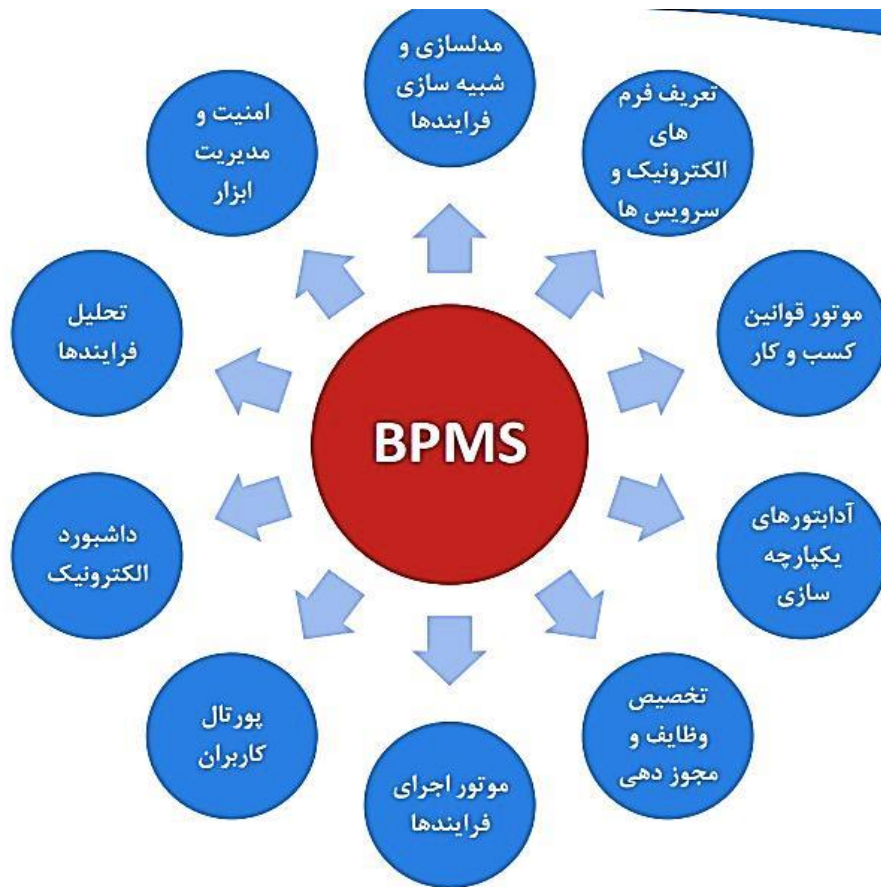 مدلسازی و
شبیه سازی
فرایندها
تعریف فرم
های
الکترونیک و
سرویس ها
موتور قوانین
کسب و کار
آدابتورهای
یکپارچه
سازی
تخصیص
وظایف و
مجوز دهی
موتور اجرای
فرایندها
پورتال
کاربران
داشبورد
الکترونیک
تحلیل
فرایندها
امنیت و
مدیریت
ابزار
BPMS